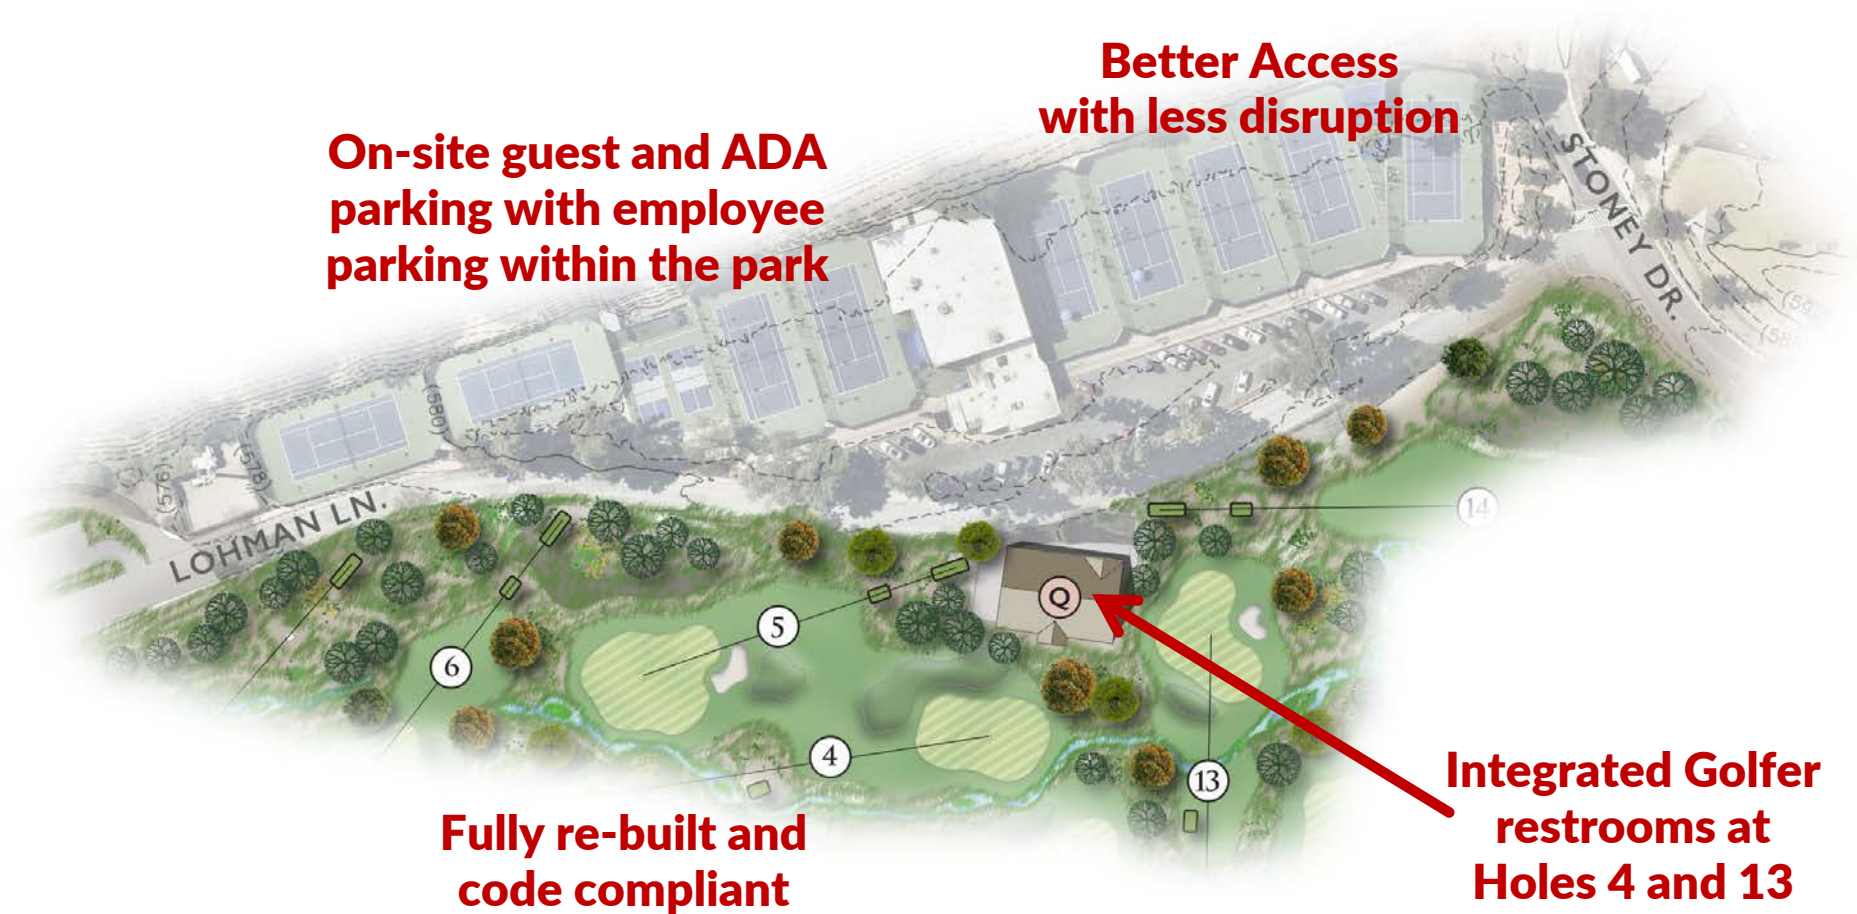 Better Access
with less disruption
On-site guest and ADA
parking with employee
parking within the park
STONEY DR.
(586)
(580)
(578)
(576)
LOHMAN LN.
14
Q
5
6
4
13
Integrated Golfer
restrooms at
Holes 4 and 13
Fully re-built and
code compliant